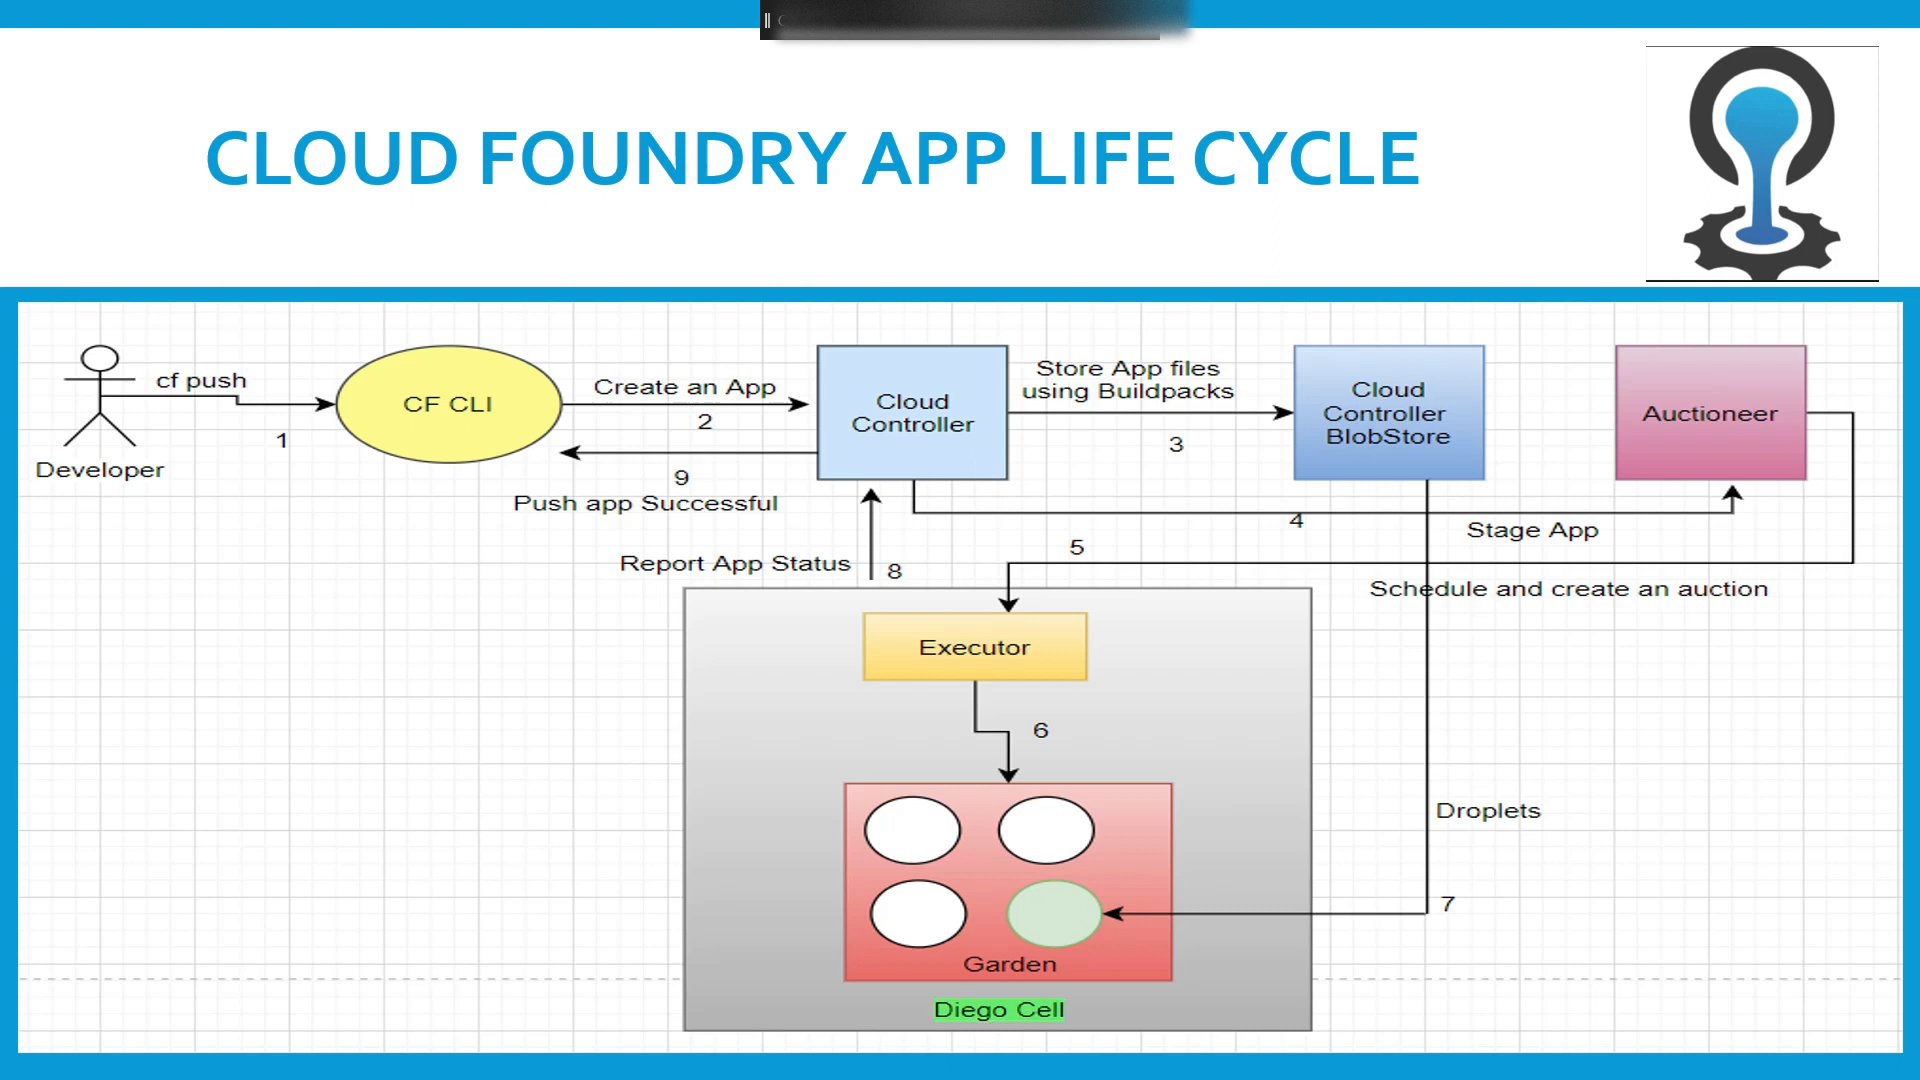 CLOUD FOUNDRY APP LIFE CYCLE
cf push
1
Developer
CF CLI
Create an App
2
9
Push app Successful
Cloud
Controller
Store App files
using Buildpacks
3
Cloud
Controller
BlobStore
Auctioneer
4
Stage App
5
Schedule and create an auction
Report App Status
8
Executor
6
Droplets
7
Garden
Diego Cell